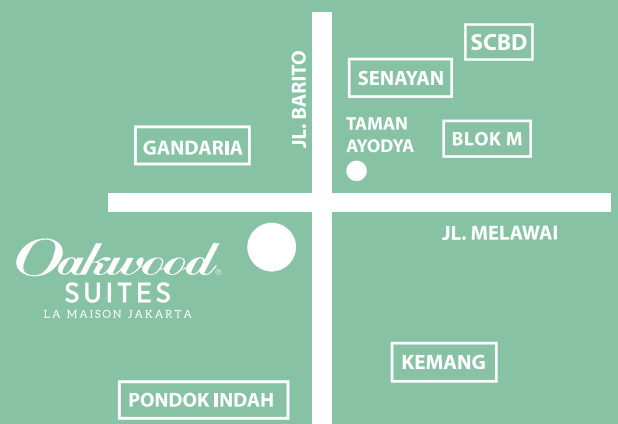 SCBD
SENAYAN
JL. BARITO
TAMAN
AYODYA
BLOK M
GANDARIA
JL. MELAWAI
Oakwood®
SUITES
LA MAISON JAKARTA
KEMANG
PONDOK INDAH